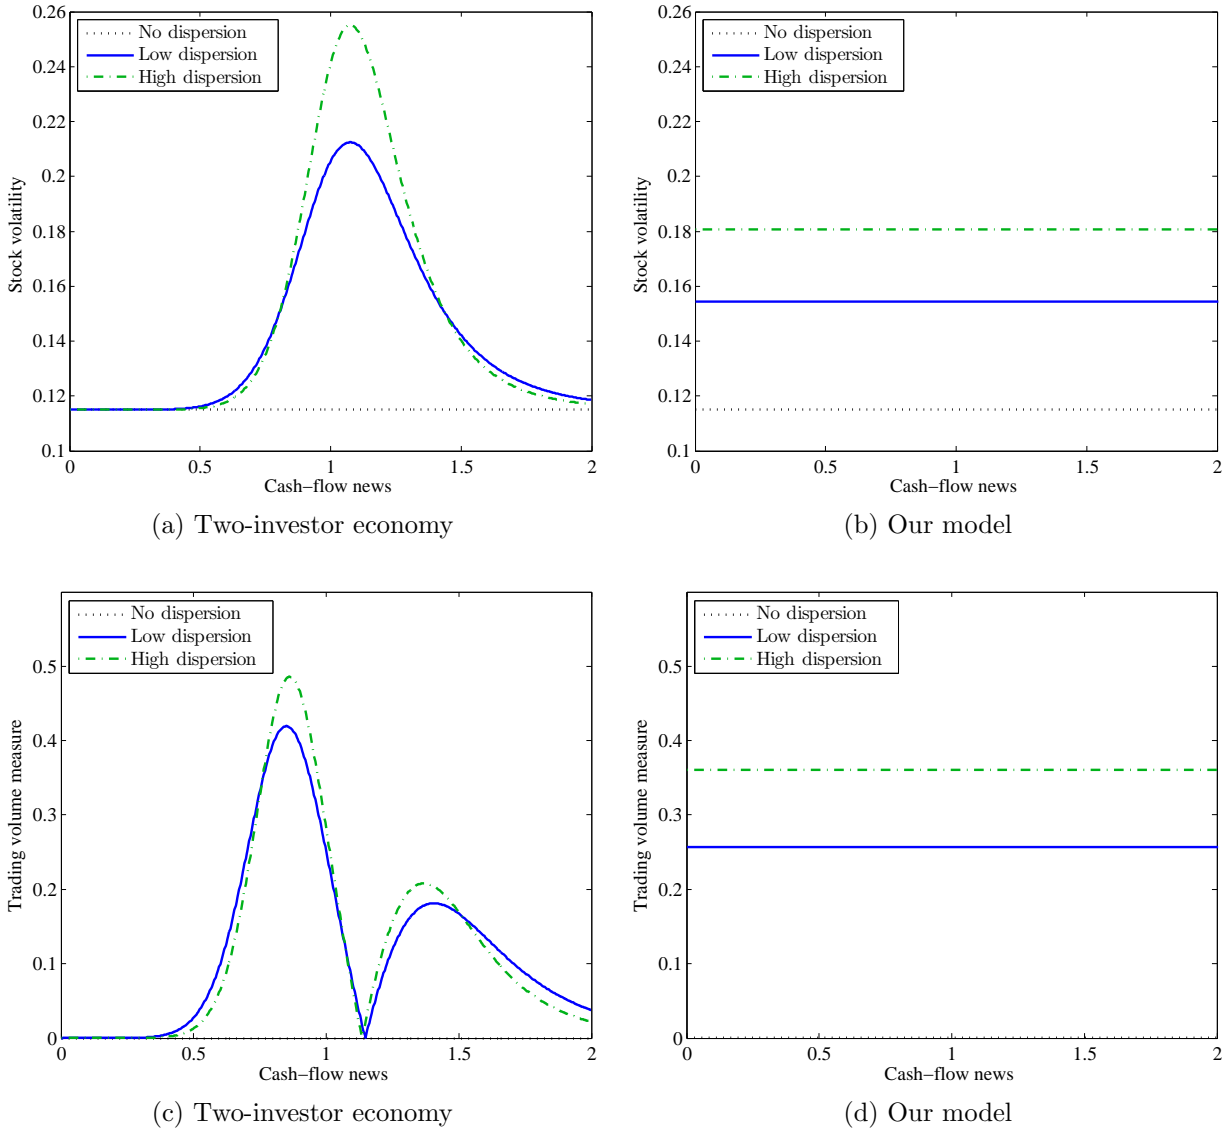 0.26
0.24
0.22
0.2
0.18
0.16
0.14
0.12
0.1
Stock volatility
No dispersion
Low dispersion
High dispersion
0 0.5 1 1.5 2
Cash−flow news
(a) Two-investor economy
0.26
0.24
0.22
0.2
0.18
0.16
0.14
0.12
0.1
Stock volatility
No dispersion
Low dispersion
High dispersion
0 0.5 1 1.5 2
Cash−flow news
(b) Our model
0.5
0.4
0.3
0.2
0.1
0
Trading volume measure
No dispersion
Low dispersion
High dispersion
0 0.5 1 1.5 2
Cash−flow news
(c) Two-investor economy
0.5
0.4
0.3
0.2
0.1
0
Trading volume measure
No dispersion
Low dispersion
High dispersion
0 0.5 1 1.5 2
Cash−flow news
(d) Our model